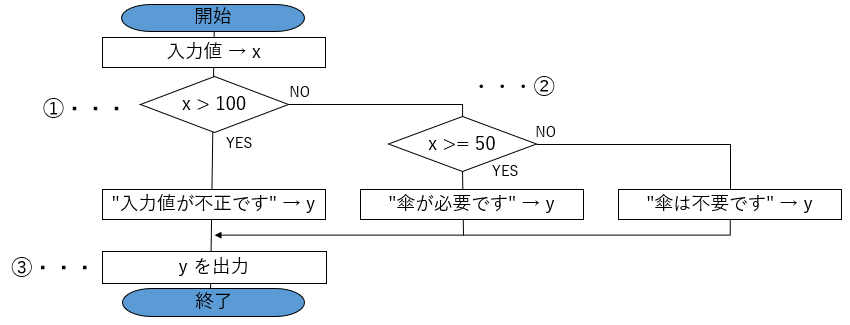 開始
入力値 → x
①・・・
x > 100
NO
YES
・・・②
x >= 50
NO
YES
"入力値が不正です" → y
"傘が必要です" → y
"傘は不要です" → y
③・・・
y を出力
終了